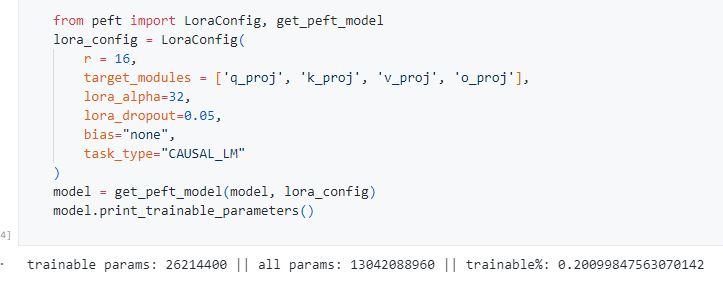 from peft import LoraConfig, get_peft_model
lora_config = LoraConfig(
    r = 16,
    target_modules = ['q_proj', 'k_proj', 'v_proj', 'o_proj'],
    lora_alpha=32,
    lora_dropout=0.05,
    bias="none",
    task_type="CAUSAL_LM"
)
model = get_peft_model(model, lora_config)
model.print_trainable_parameters()
4]
trainable params: 26214400 || all params: 13042088960 || trainable%: 0.20099847563070142